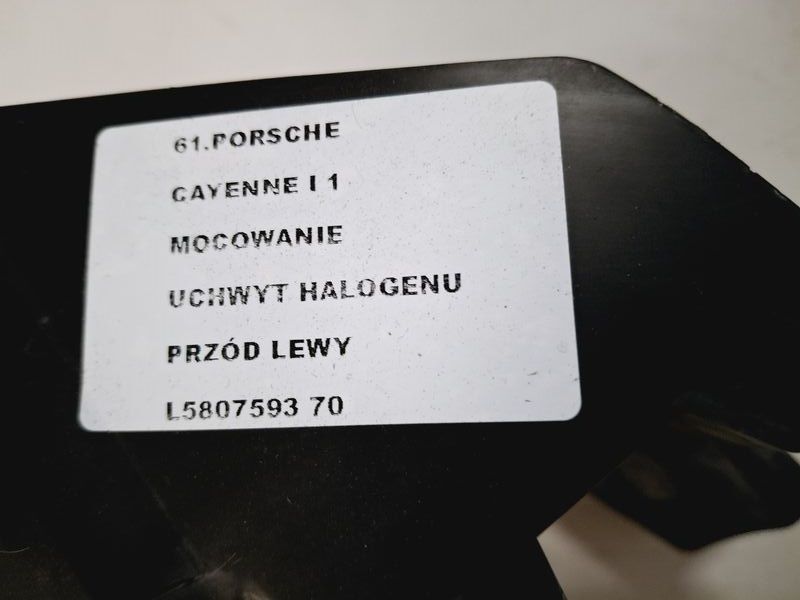 61.PORSCHE
CAYENNE I 1
MOCOWANIE
UCHWYT HALOGENU
PRZÓD LEWY
L5807593 70